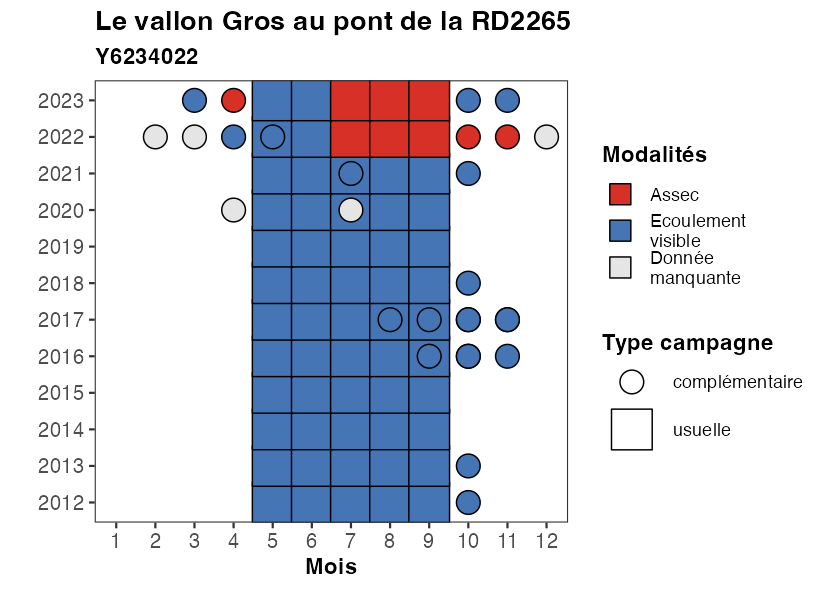 Le vallon Gros au pont de la RD2265
Y6234022
2023
2022
2021
2020
2019
2018
2017
2016
2015
2014
2013
2012
1 2 3 4 5 6 7 8 9 10 11 12
Mois
Modalités
Assec
Ecoulement
visible
Donnée
manquante
Type campagne
complémentaire
usuelle